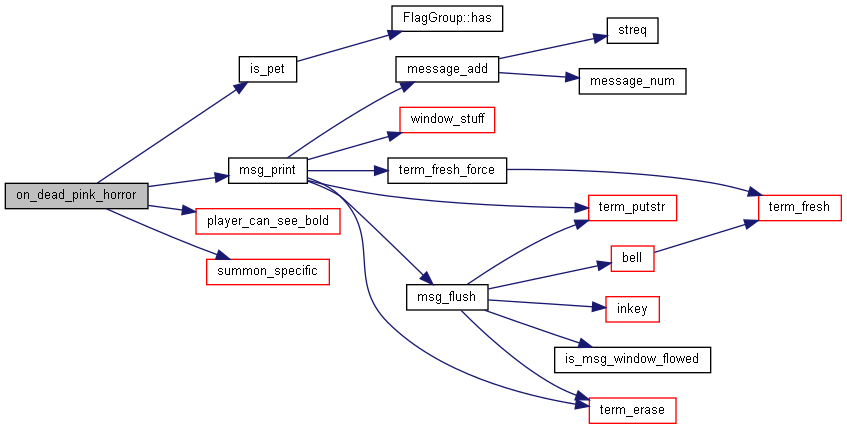 FlagGroup::has
streq
is_pet
message_add
message_num
window_stuff
msg_print
term_fresh_force
on_dead_pink_horror
term_putstr
term_fresh
player_can_see_bold
bell
summon_specific
msg_flush
inkey
is_msg_window_flowed
term_erase